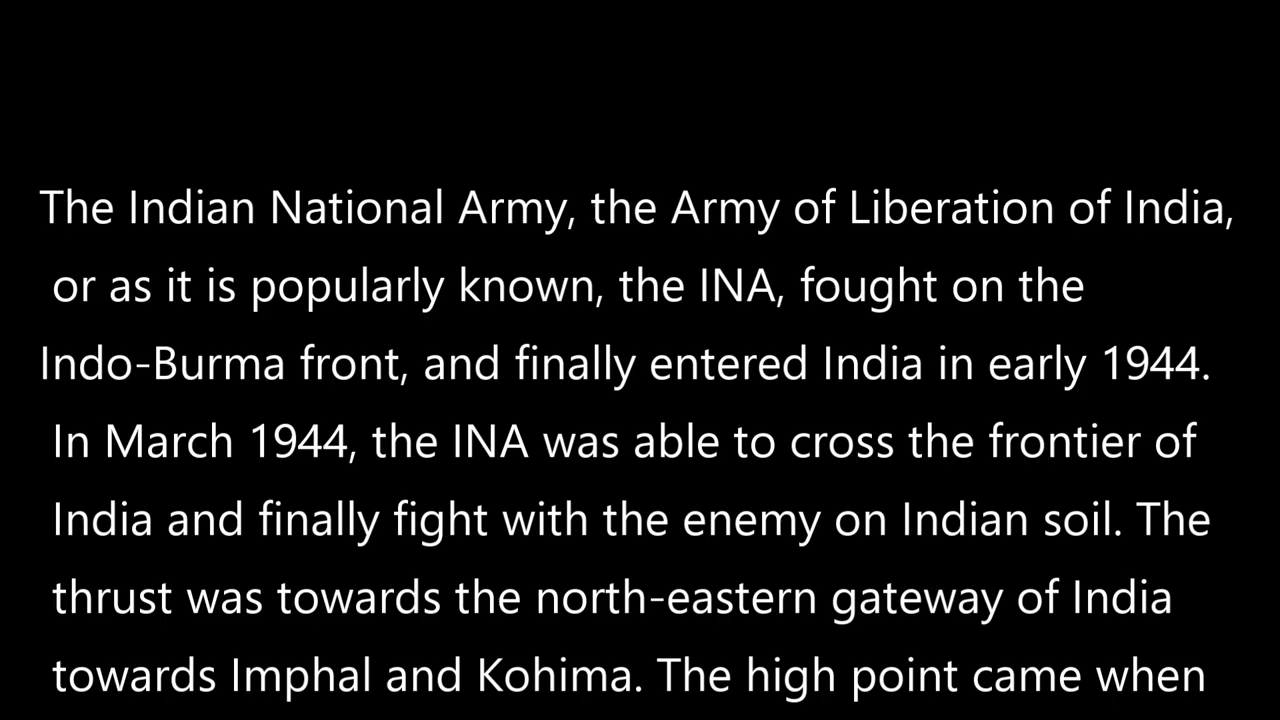 The Indian National Army, the Army of Liberation of India,
or as it is popularly known, the INA, fought on the
Indo-Burma front, and finally entered India in early 1944.
In March 1944, the INA was able to cross the frontier of
India and finally fight with the enemy on Indian soil. The
thrust was towards the north-eastern gateway of India
towards Imphal and Kohima. The high point came when